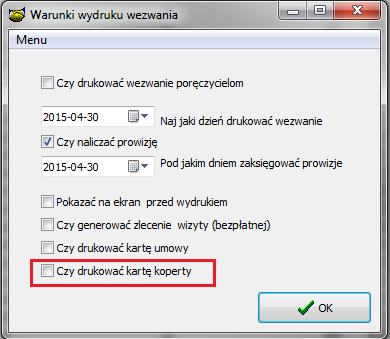 Warunki wydruku wezwania
Menu
Czy drukować wezwanie poręczycielom
2015-04-30 Naj jaki dzień drukować wezwanie
Czy naliczać prowizję
2015-04-30 Pod jakim dniem zaksięgować prowizje
Pokazać na ekran przed wydrukiem
Czy generować zlecenie wizyty (bezpłatnej)
Czy drukować kartę umowy
Czy drukować kartę koperty
OK